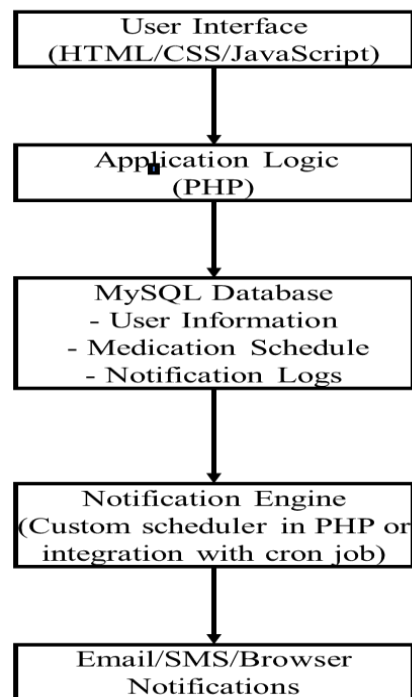 User Interface
(HTML/CSS/JavaScript)
Application Logic
(PHP)
MySQL Database
- User Information
- Medication Schedule
- Notification Logs
Notification Engine
(Custom scheduler in PHP or
integration with cron job)
Email/SMS/Browser
Notifications